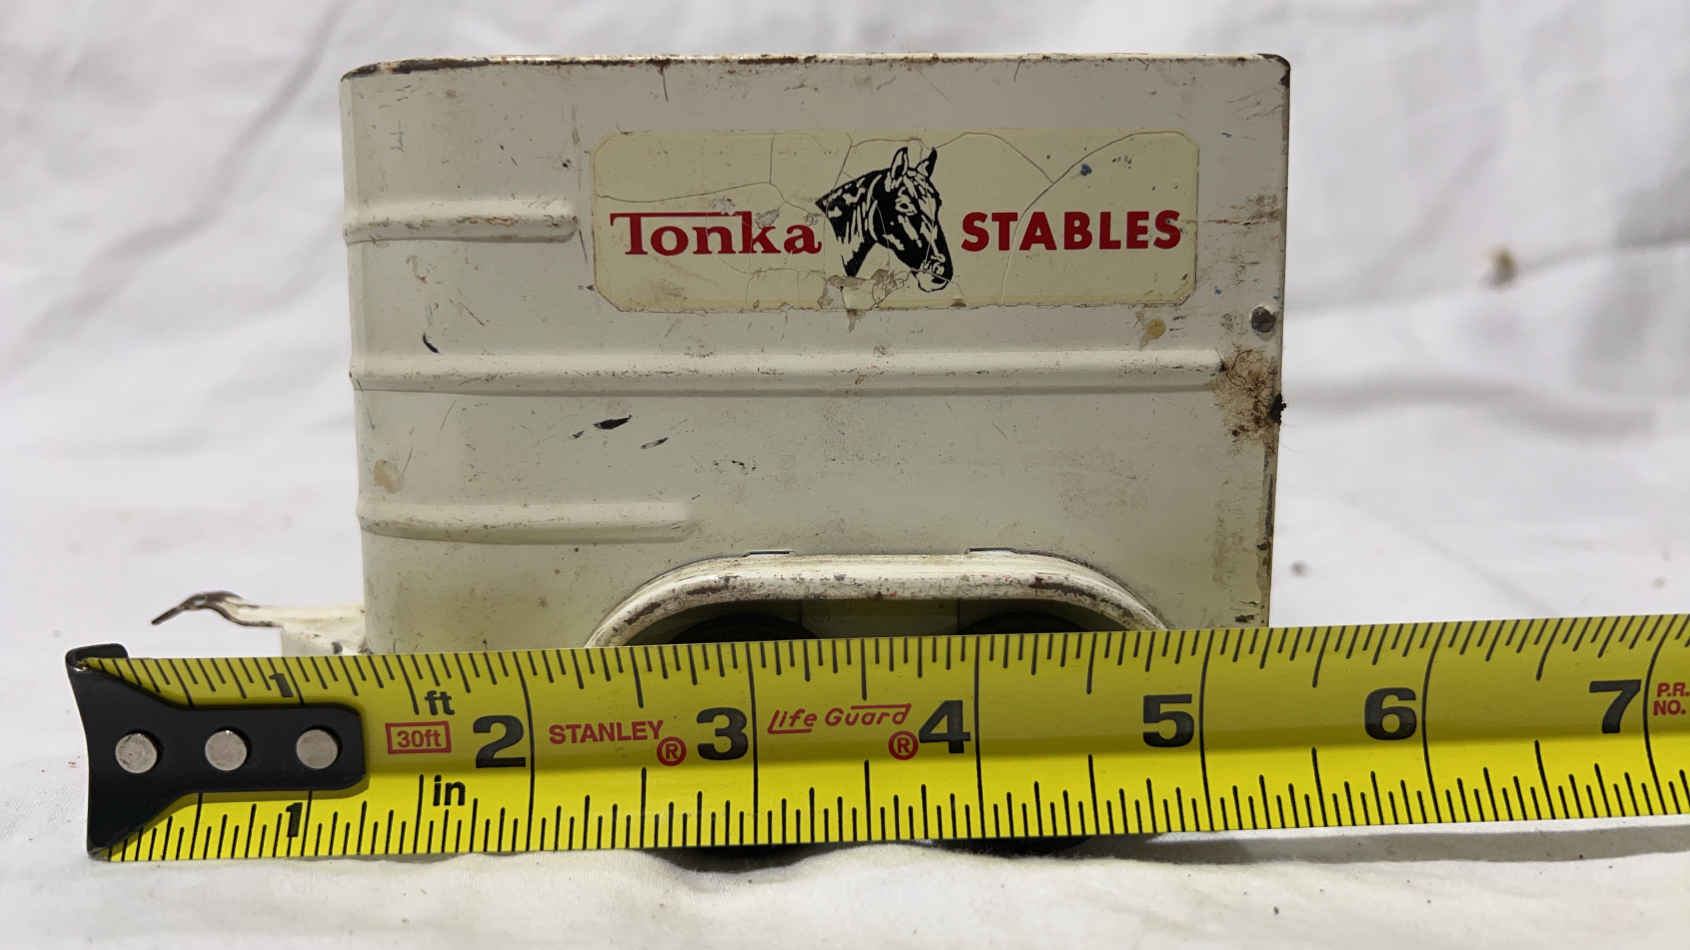 Tonka STABLES
1 ft 2 STANLEY® 3 Life Guard® 4 5 6 7 P.R.
30ft NO.
1 in